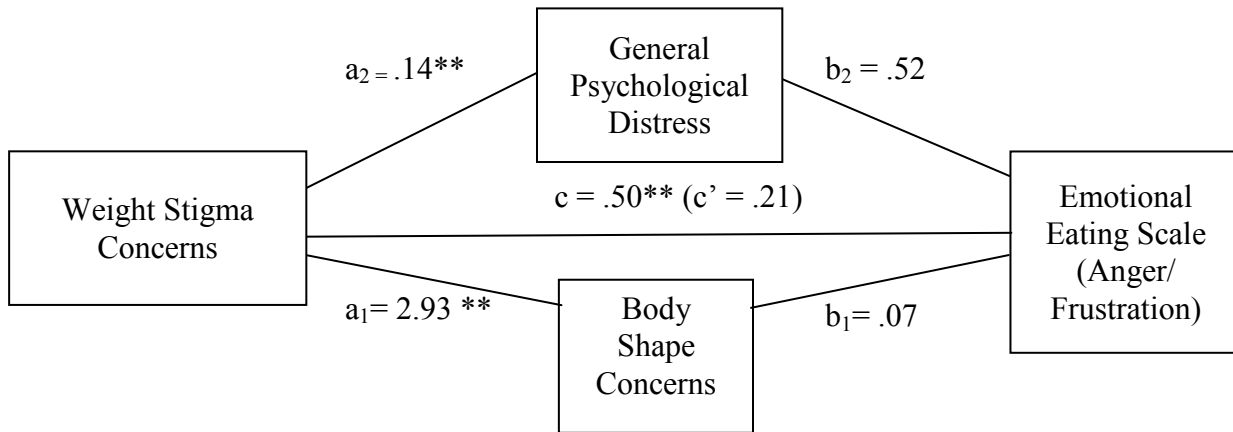 General
Psychological
Distress
a₂ = .14**
b₂ = .52
Weight Stigma
Concerns
c = .50** (c’ = .21)
Emotional
Eating Scale
(Anger/
Frustration)
a₁= 2.93 **
Body
Shape
Concerns
b₁= .07